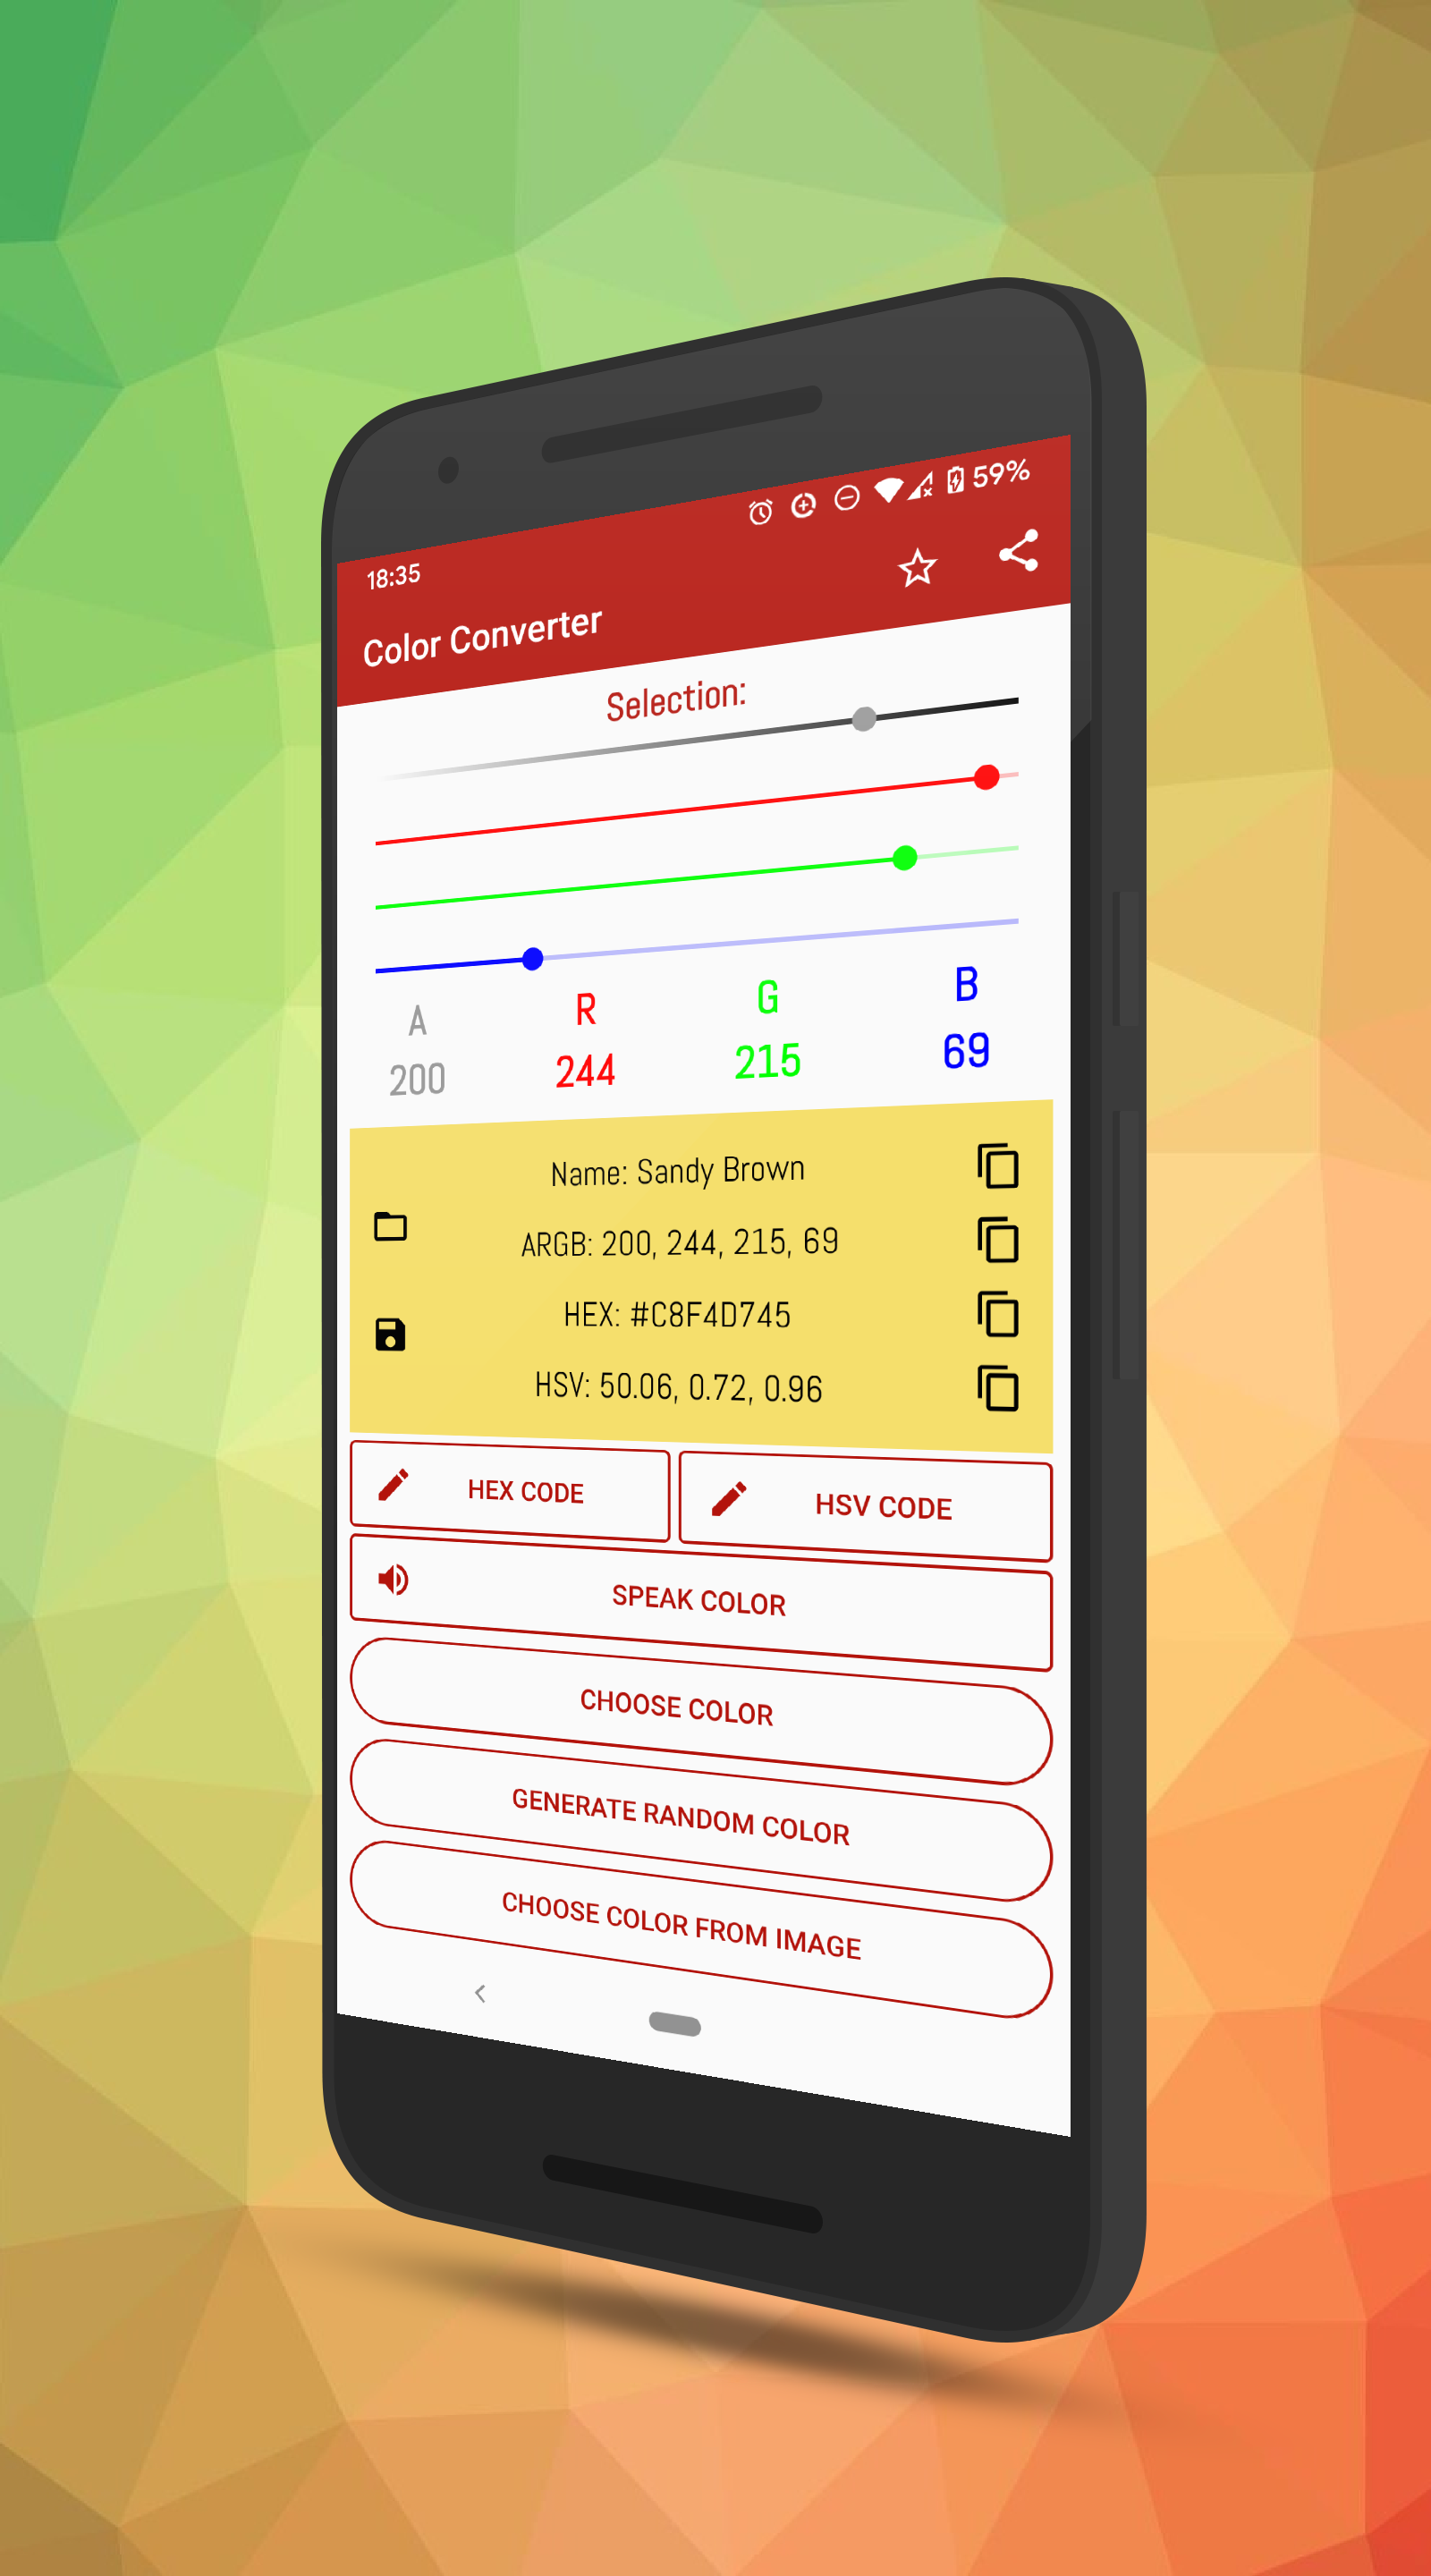 59%
18:35
Color Converter
Selection:
A R G B
200 244 215 69
Name: Sandy Brown
ARGB: 200, 244, 215, 69
HEX: #C8F4D745
HSV: 50.06, 0.72, 0.96
HEX CODE HSV CODE
SPEAK COLOR
CHOOSE COLOR
GENERATE RANDOM COLOR
CHOOSE COLOR FROM IMAGE